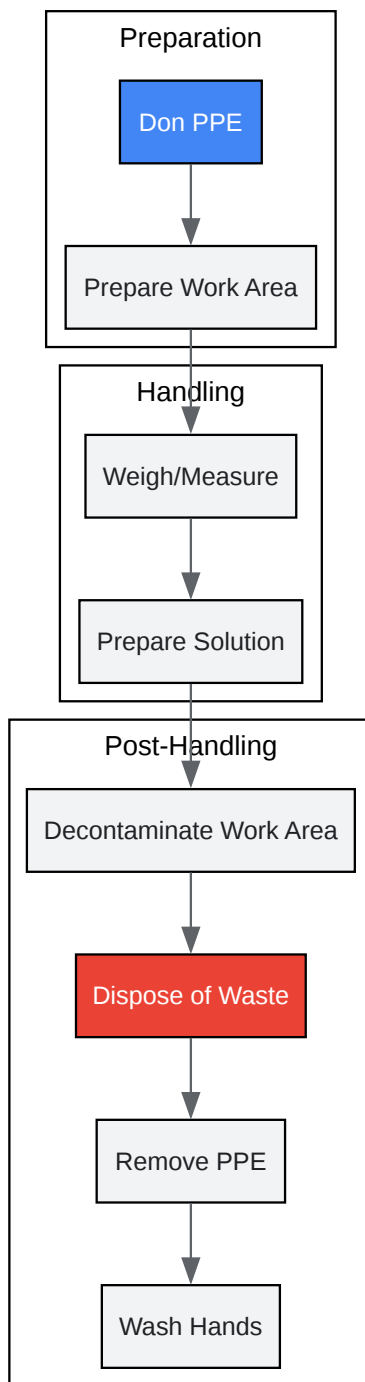 Preparation
Don PPE
Prepare Work Area
Handling
Weigh/Measure
Prepare Solution
Post-Handling
Decontaminate Work Area
Dispose of Waste
Remove PPE
Wash Hands